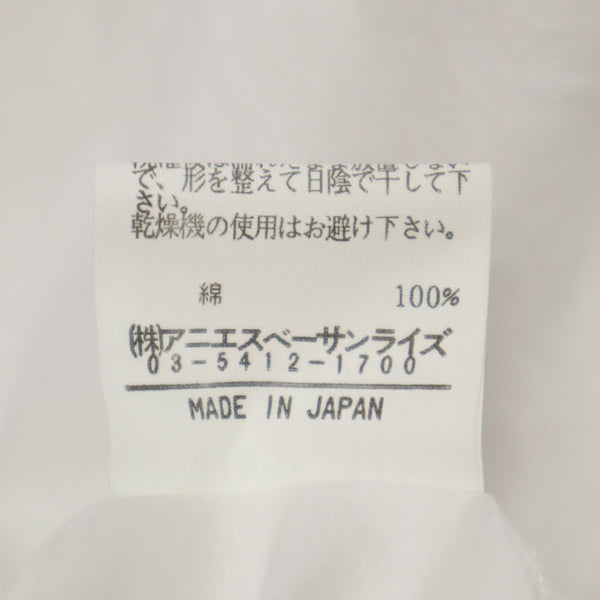 で、形を整えて日陰で干して下
さい。
乾燥機の使用はお避け下さい。
綿 100%
(株)アニエスベーサンライズ
03-5412-1700
MADE IN JAPAN